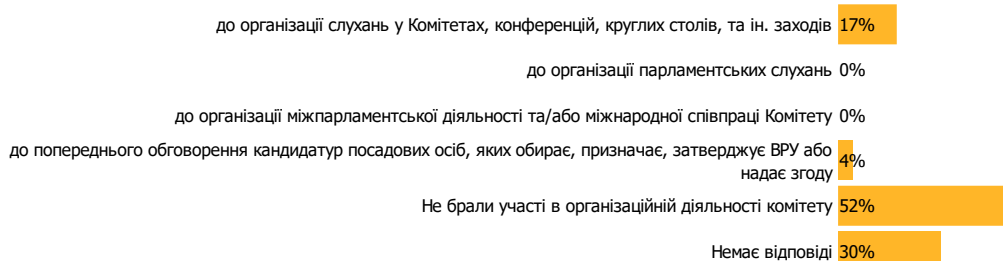 до організації слухань у Комітетах, конференцій, круглих столів, та ін. заходів 17%
до організації парламентських слухань 0%
до організації міжпарламентської діяльності та/або міжнародної співпраці Комітету 0%
до попереднього обговорення кандидатур посадових осіб, яких обирає, призначає, затверджує ВРУ або
надає згоду 4%
Не брали участі в організаційній діяльності комітету 52%
Немає відповіді 30%